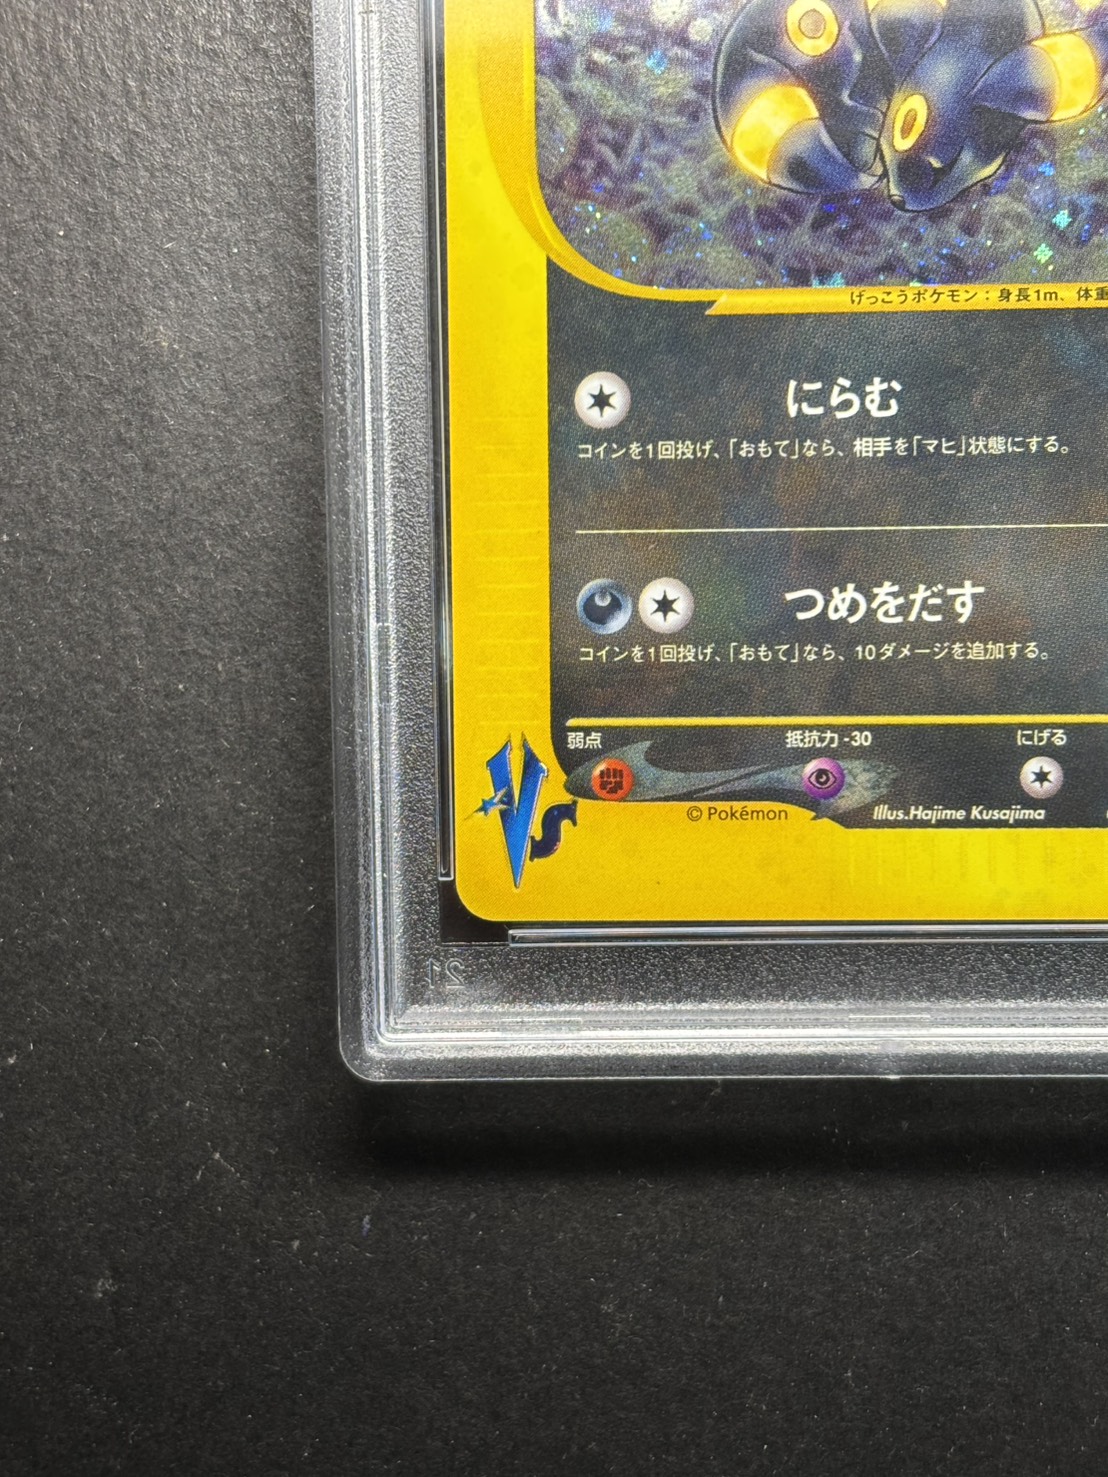 げっこうポケモン：身長1m、体重
にらむ
コインを1回投げ、「おもて」なら、相手を「マヒ」状態にする。
つめをだす
コインを1回投げ、「おもて」なら、10ダメージを追加する。
弱点 抵抗力 -30 にげる
VS
© Pokémon Illus.Hajime Kusajima
21